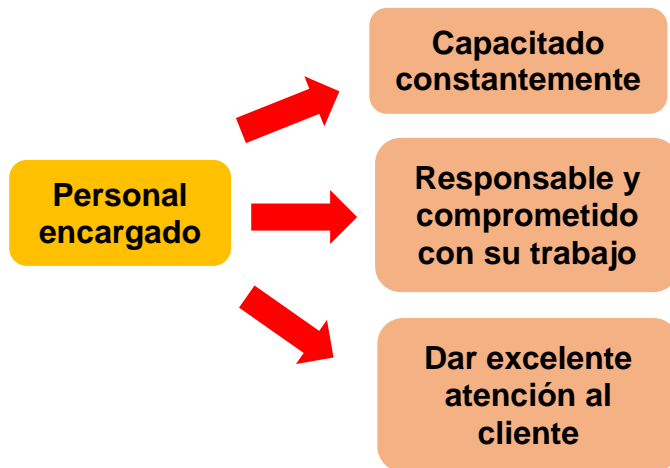 Personal
encargado
Capacitado
constantemente
Responsable y
comprometido
con su trabajo
Dar excelente
atención al
cliente